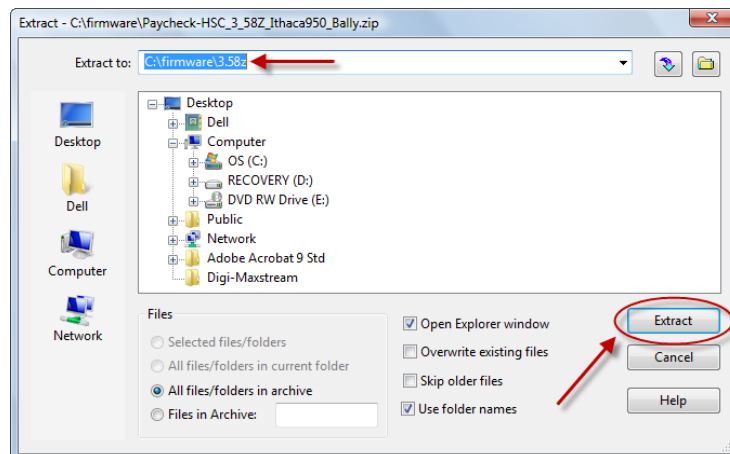 Extract - C:\firmware\Paycheck-HSC_3_58Z_Ithaca950_Bally.zip
Extract to:
C:\firmware\3.58z
Desktop
Dell
Computer
Network
Desktop
Dell
Computer
OS (C:)
RECOVERY (D:)
DVD RW Drive (E:)
Public
Network
Adobe Acrobat 9 Std
Digi-Maxstream
Files
Selected files/folders
All files/folders in current folder
All files/folders in archive
Files in Archive:
Open Explorer window
Overwrite existing files
Skip older files
Use folder names
Extract
Cancel
Help